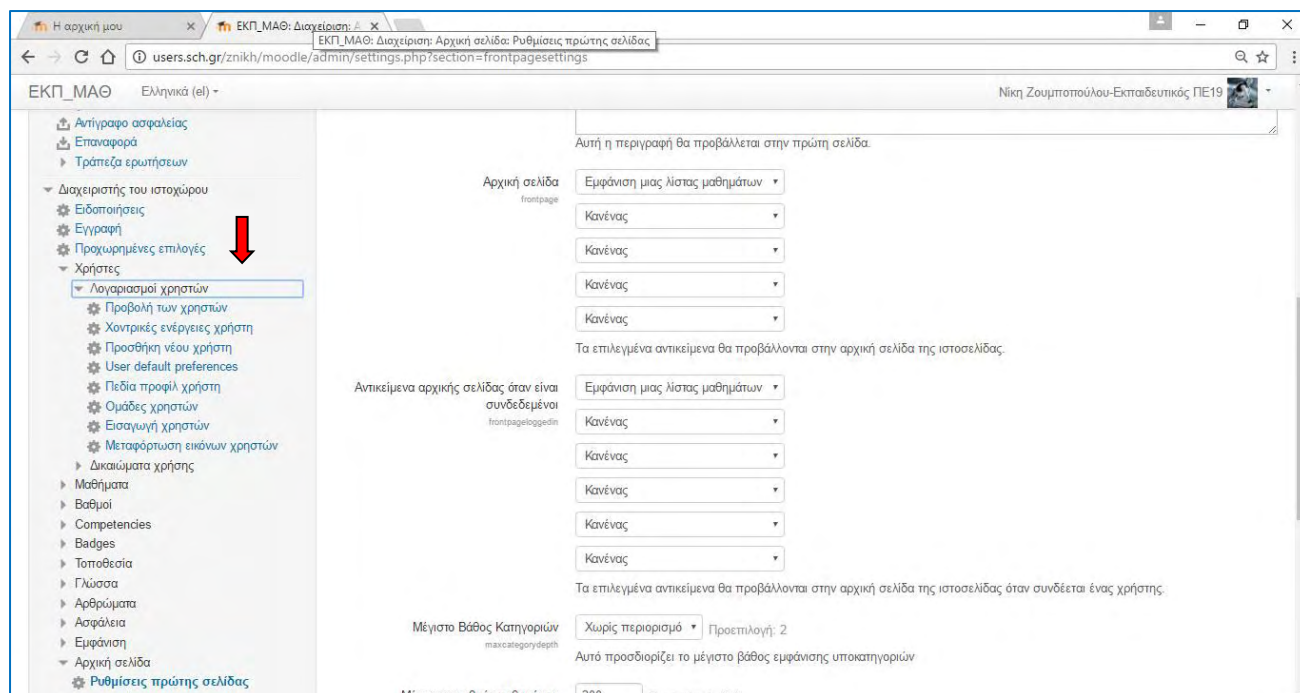 Η αρχική μου
ΕΚΠ_ΜΑΘ: Διαχείριση: Α
ΕΚΠ_ΜΑΘ: Διαχείριση: Αρχική σελίδα: Ρυθμίσεις πρώτης σελίδας
users.sch.gr/znikh/moodle/admin/settings.php?section=frontpagesettings
ΕΚΠ_ΜΑΘ Ελληνικά (el)
Νίκη Ζουμποπούλου-Εκπαιδευτικός ΠΕ19
Αντίγραφο ασφαλείας
Επαναφορά
Τράπεζα ερωτήσεων
Διαχειριστής του ιστοχώρου
Ειδοποιήσεις
Εγγραφή
Προχωρημένες επιλογές
Χρήστες
Λογαριασμοί χρηστών
Προβολή των χρηστών
Χοντρικές ενέργειες χρήστη
Προσθήκη νέου χρήστη
User default preferences
Πεδία προφίλ χρήστη
Ομάδες χρηστών
Εισαγωγή χρηστών
Μεταφόρτωση εικόνων χρηστών
Δικαιώματα χρήσης
Μαθήματα
Βαθμοί
Competencies
Badges
Τοποθεσία
Γλώσσα
Αρθρώματα
Ασφάλεια
Εμφάνιση
Αρχική σελίδα
Ρυθμίσεις πρώτης σελίδας
Αυτή η περιγραφή θα προβάλλεται στην πρώτη σελίδα.
Αρχική σελίδα
frontpage
Εμφάνιση μιας λίστας μαθημάτων
Κανένας
Κανένας
Κανένας
Κανένας
Τα επιλεγμένα αντικείμενα θα προβάλλονται στην αρχική σελίδα της ιστοσελίδας.
Αντικείμενα αρχικής σελίδας όταν είναι
συνδεδεμένοι
frontpageloggedin
Εμφάνιση μιας λίστας μαθημάτων
Κανένας
Κανένας
Κανένας
Κανένας
Κανένας
Τα επιλεγμένα αντικείμενα θα προβάλλονται στην αρχική σελίδα της ιστοσελίδας όταν συνδέεται ένας χρήστης.
Μέγιστο Βάθος Κατηγοριών
maxcategorydepth
Χωρίς περιορισμό Προεπιλογή: 2
Αυτό προσδιορίζει το μέγιστο βάθος εμφάνισης υποκατηγοριών